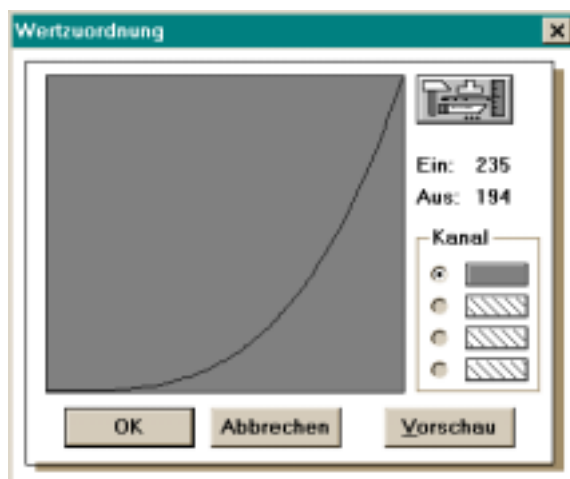 Wertzuordnung
Ein: 235
Aus: 194
Kanal
OK Abbrechen Vorschau